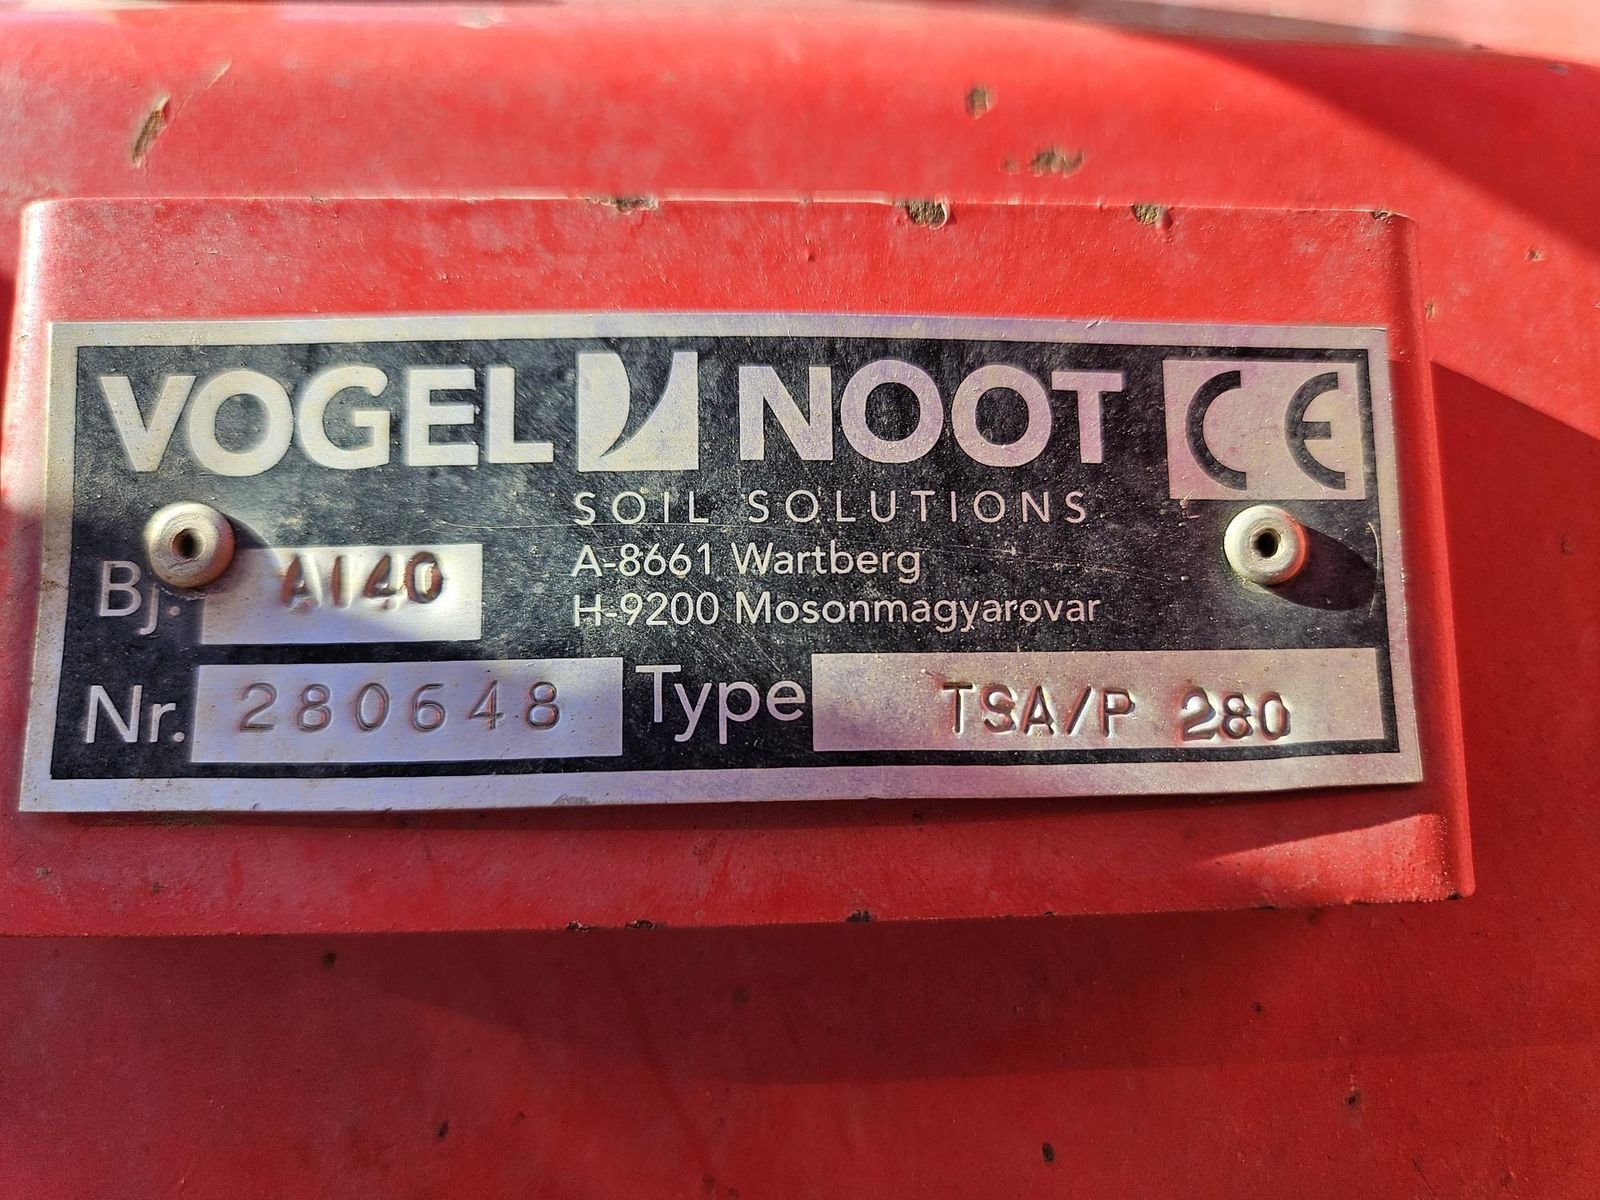 VOGEL NOOT CE
SOIL SOLUTIONS
A-8661 Wartberg
H-9200 Mosonmagyarovar
Bj.: A140
Nr. 280648 Type TSA/P 280